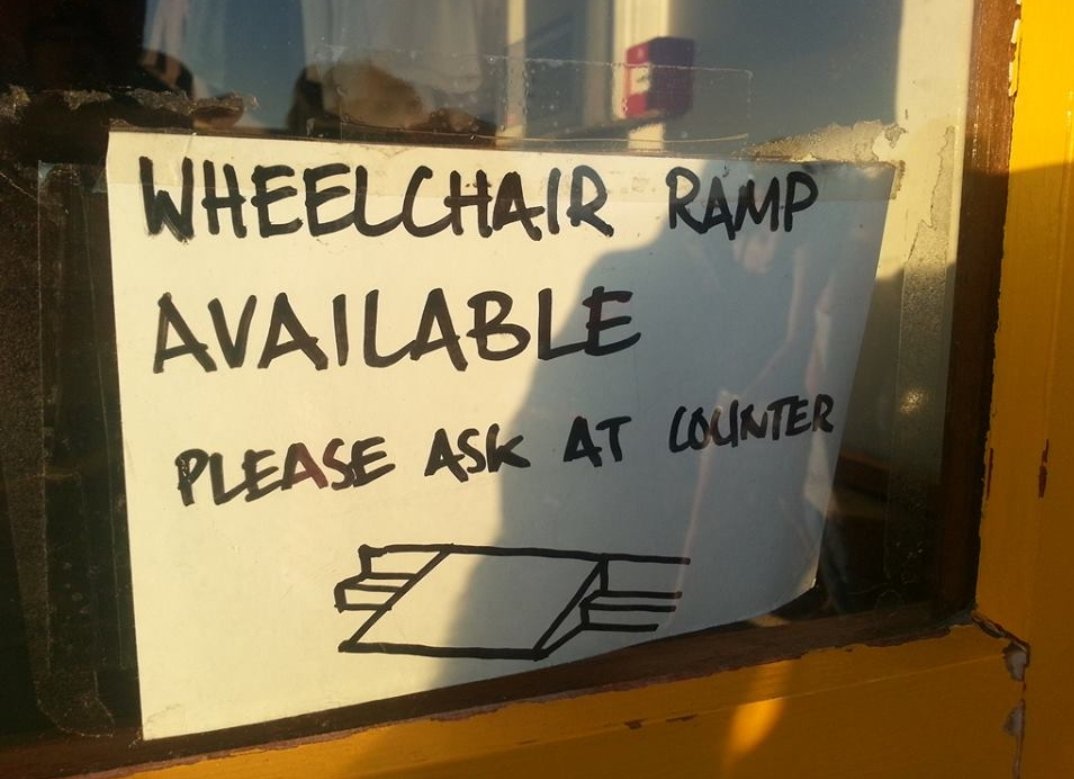 WHEELCHAIR RAMP
AVAILABLE
PLEASE ASK AT COUNTER